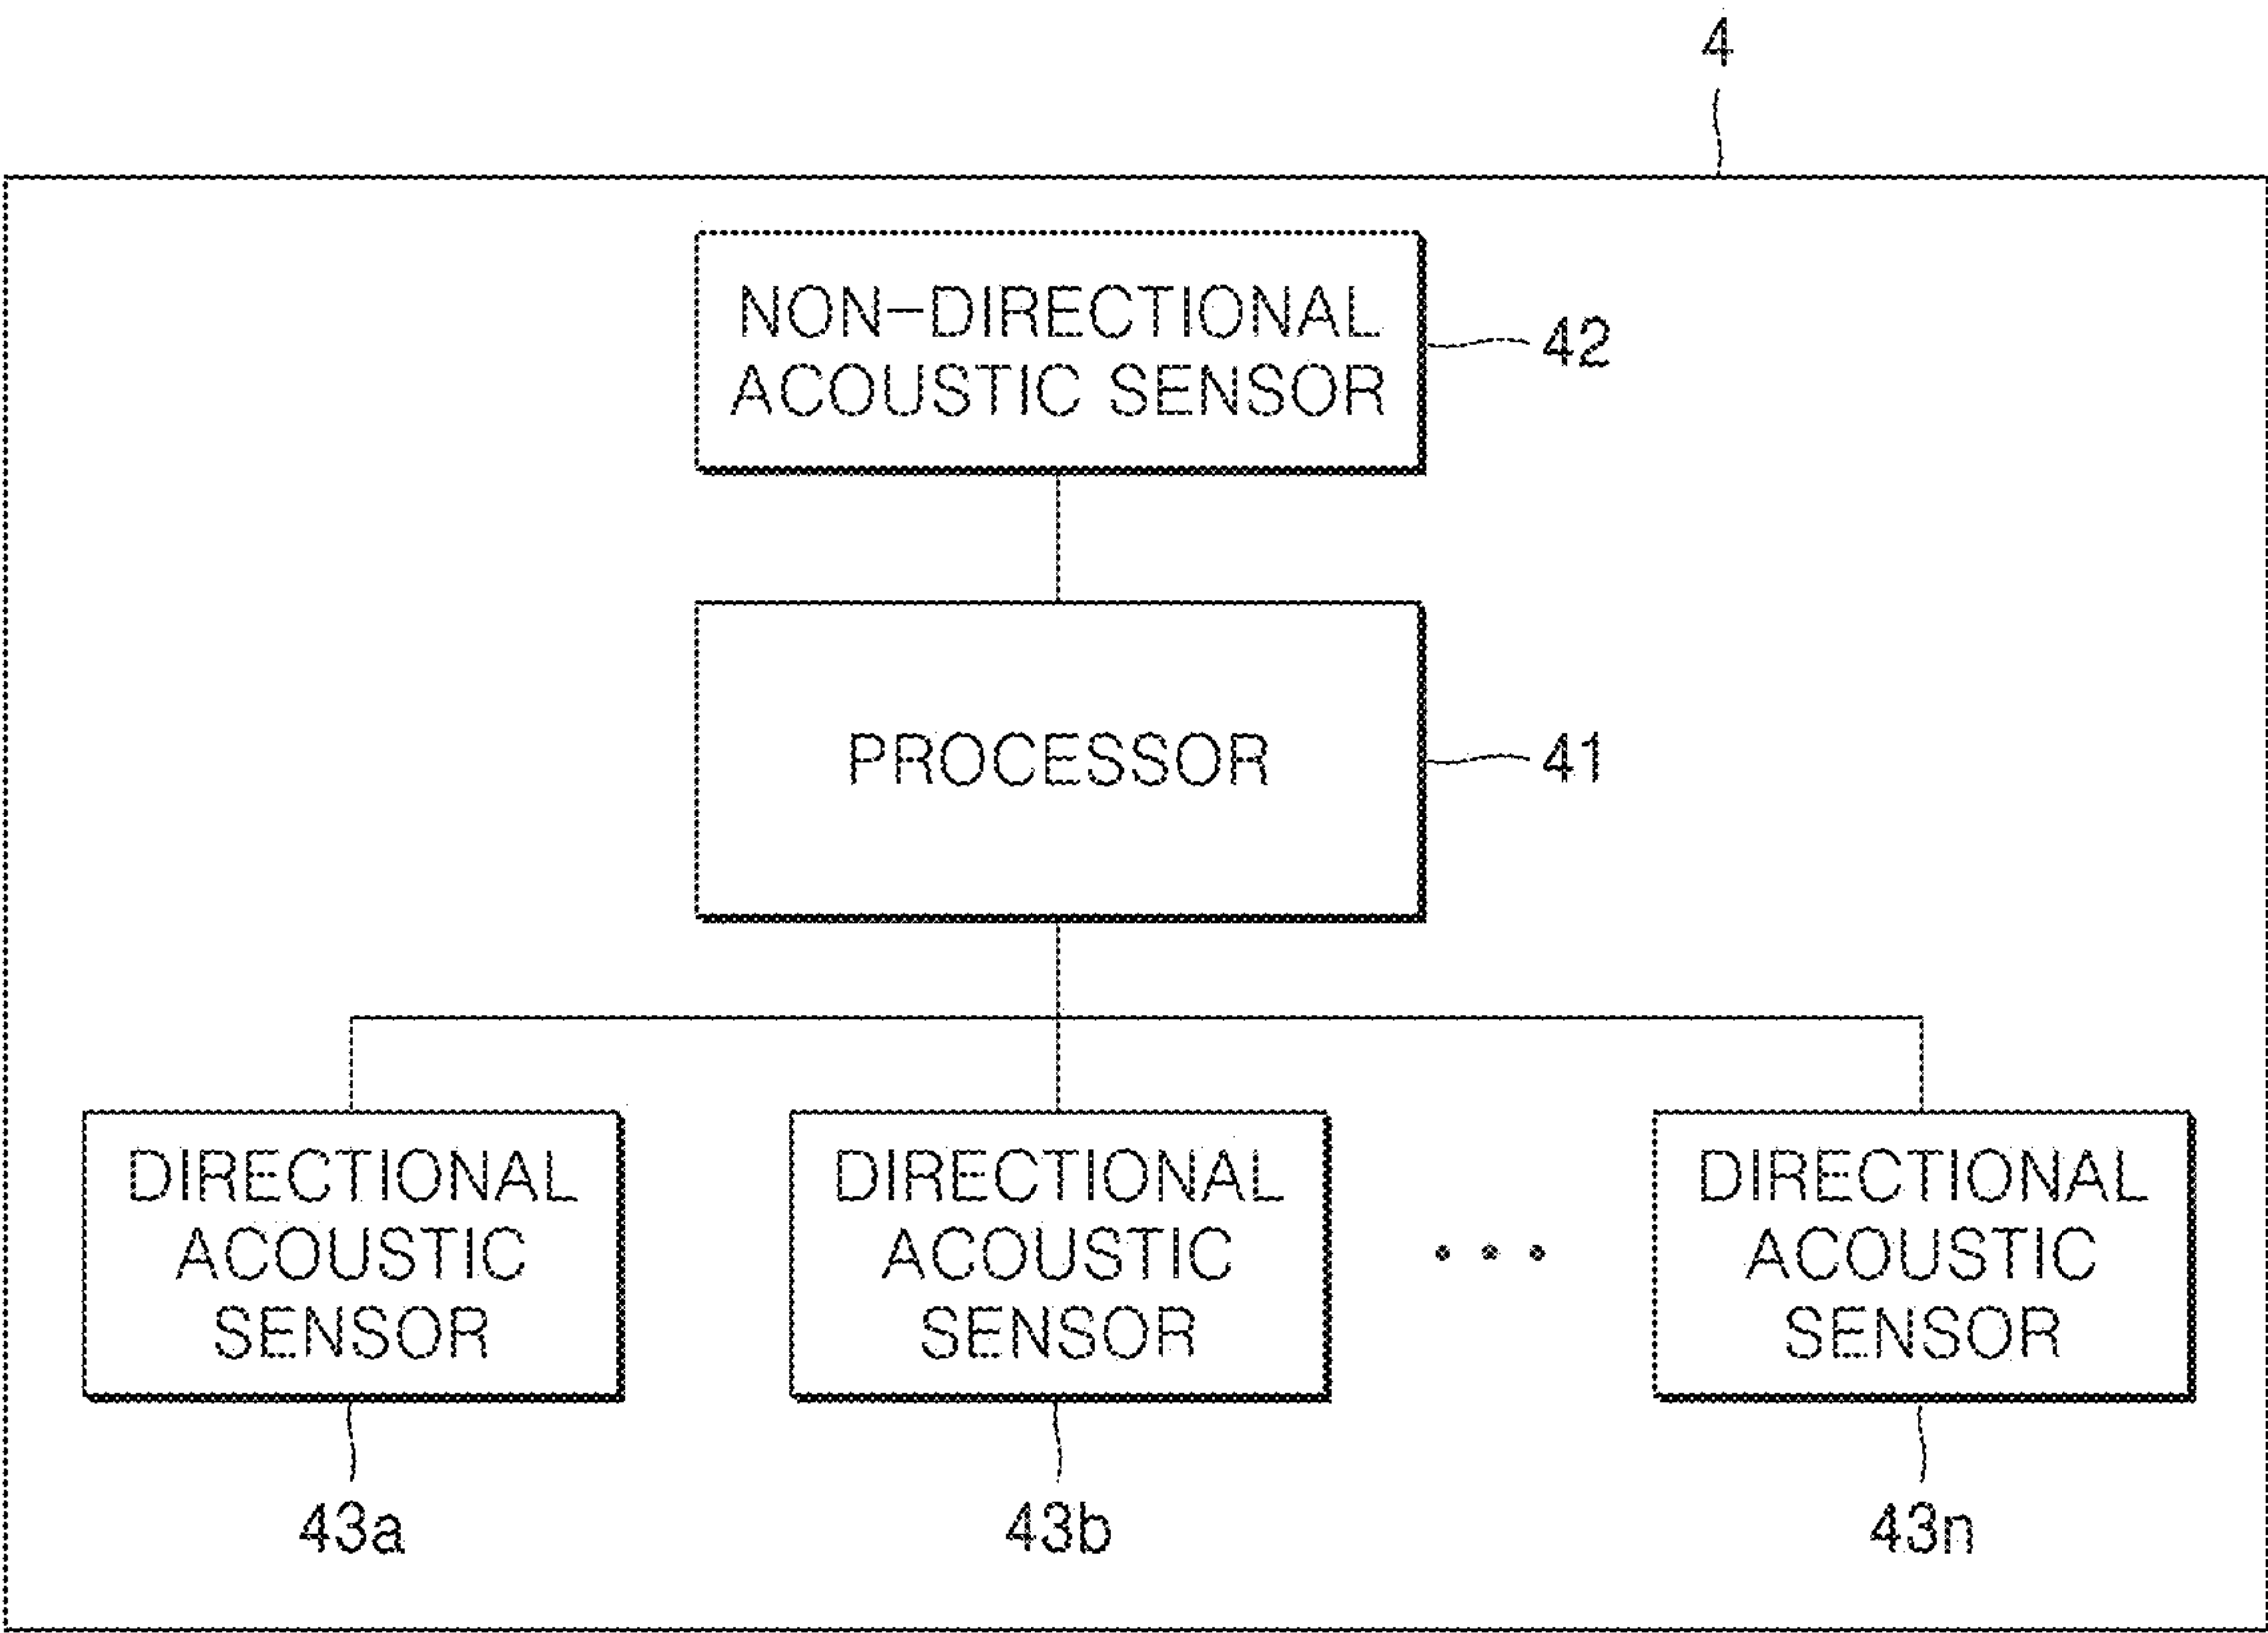 4
NON-DIRECTIONAL
ACOUSTIC SENSOR
42
PROCESSOR
41
DIRECTIONAL
ACOUSTIC
SENSOR
43a
DIRECTIONAL
ACOUSTIC
SENSOR
43b
• • •
DIRECTIONAL
ACOUSTIC
SENSOR
43n